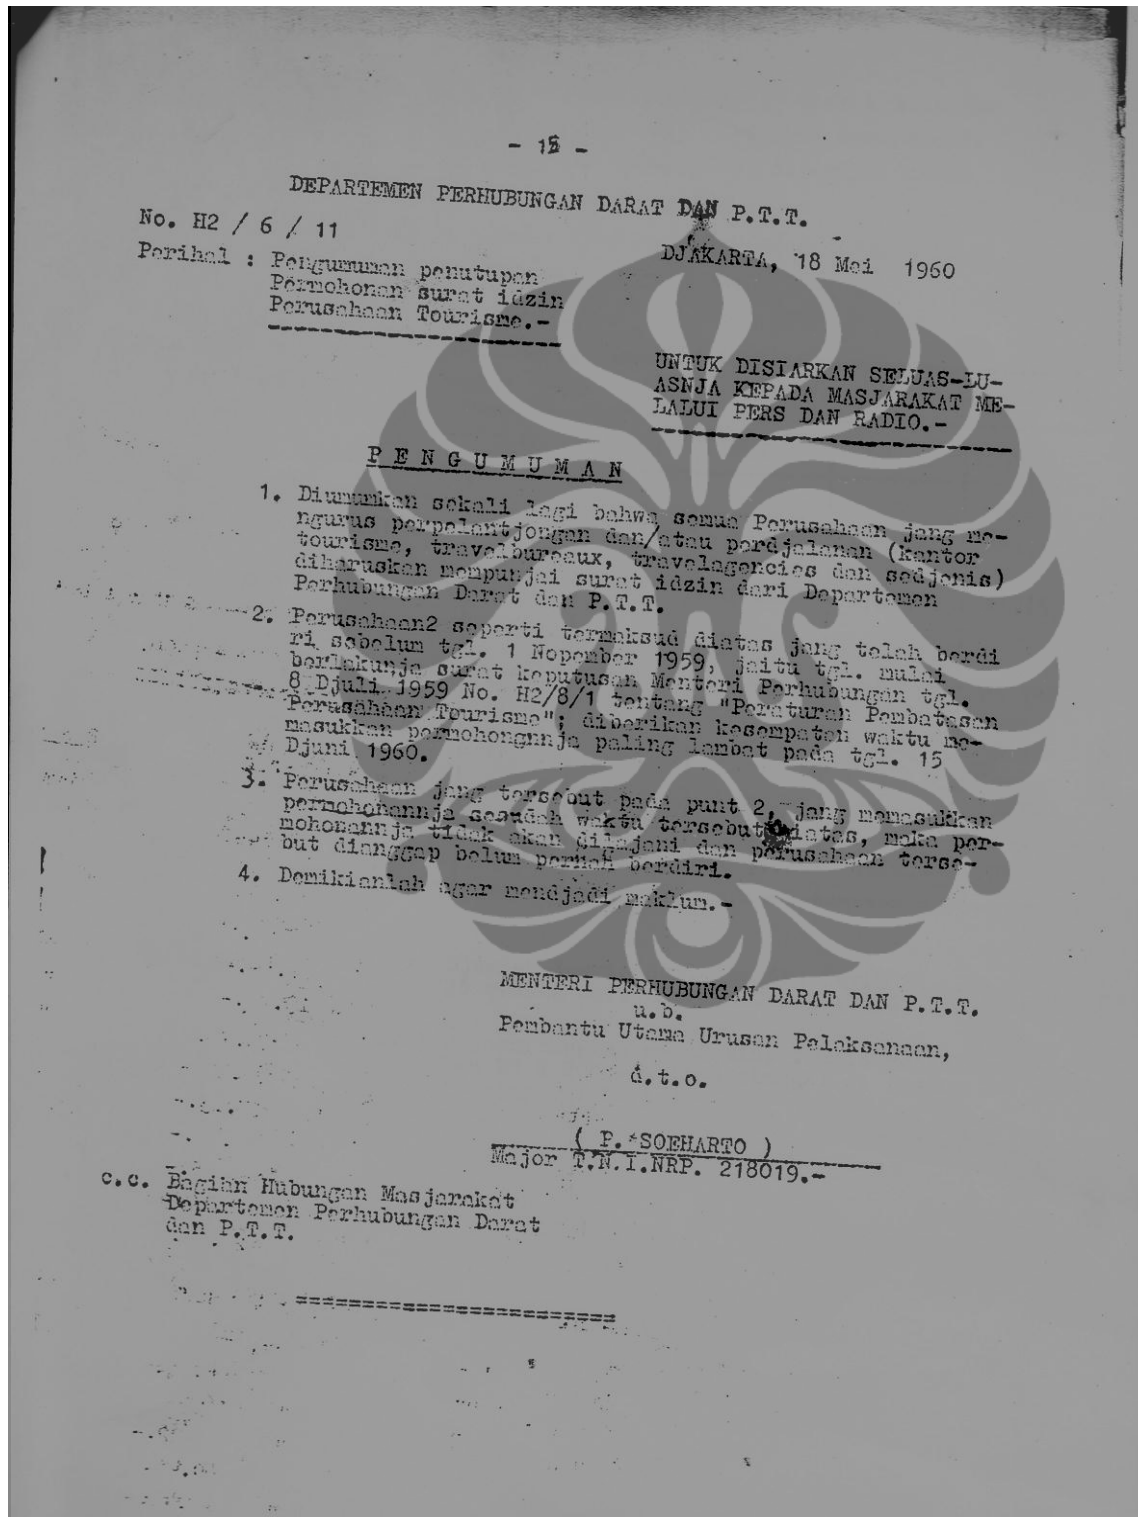 DEPARTEMEN PERHUBUNGAN DARAT DAN P.T.T.
No. H2 / 6 / 11
DJAKARTA, 18 Mei 1960
Perihal : Pengumuman penutupan
Permohonan surat idzin
Perusahaan Tourisme.-
UNTUK DISIARKAN SELUAS-LU-
ASNJA KEPADA MASJARAKAT ME-
LALUI PERS DAN RADIO.-
P E N G U M U M A N
1. Diumumkan sekali lagi bahwa semua Perusahaan jang me-
ngurus perpelantjongan dan/atau perdjalanan (kantor
tourisme, travelbureaux, travelagencies dan sedjenis)
diharuskan mempunjai surat idzin dari Departemen
Perhubungan Darat dan P.T.T.
2. Perusahaan2 seperti termaksud diatas jang telah berdi
ri sebelum tgl. 1 Nopember 1959, jaitu tgl. mulai
berlakunja surat keputusan Menteri Perhubungan tgl.
8 Djuli 1959 No. H2/8/1 tentang "Peraturan Pembatasan
Perusahaan Tourisme"; diberikan kesempatan waktu me-
masukkan permohongnnja paling lambat pada tgl. 15
Djuni 1960.
3. Perusahaan jang tersebut pada punt 2, jang memasukkan
permohonannja sesudah waktu tersebut diatas, maka per-
mohonannja tidak akan dilajani dan perusahaan terse-
but dianggap belum pernah berdiri.
4. Demikianlah agar mendjadi maklum.-
MENTERI PERHUBUNGAN DARAT DAN P.T.T.
u.b.
Pembantu Utama Urusan Pelaksanaan,
d.t.o.
( P. SOEHARTO )
Major T.N.I.NRP. 218019.-
c.c. Bagian Hubungan Masjarakat
Departemen Perhubungan Darat
dan P.T.T.